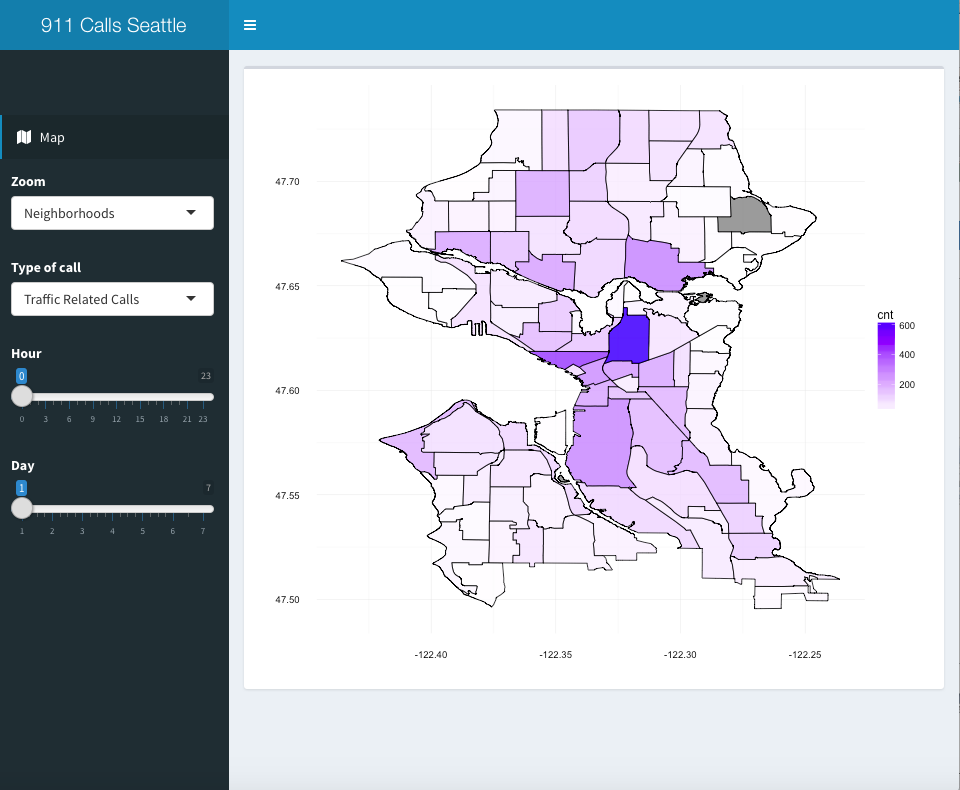 911 Calls Seattle
Map
Zoom
Neighborhoods
Type of call
Traffic Related Calls
Hour
0 23
0 3 6 9 12 15 18 21 23
Day
1 7
1 2 3 4 5 6 7
47.70
47.65
47.60
47.55
47.50
-122.40 -122.35 -122.30 -122.25
cnt
600
400
200